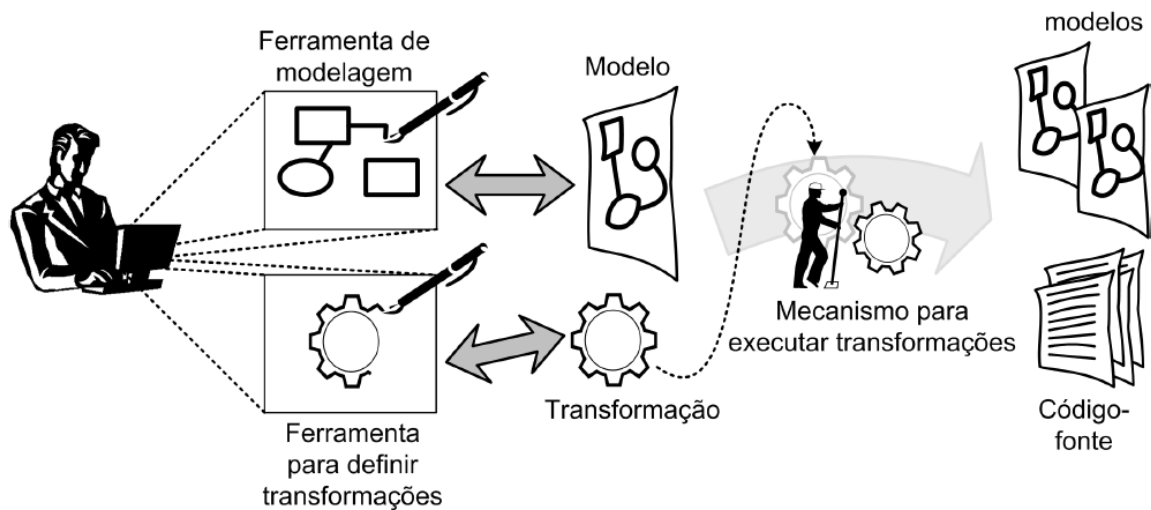 Ferramenta de
modelagem
Modelo
modelos
Mecanismo para
executar transformações
Transformação
Ferramenta
para definir
transformações
Código-
fonte